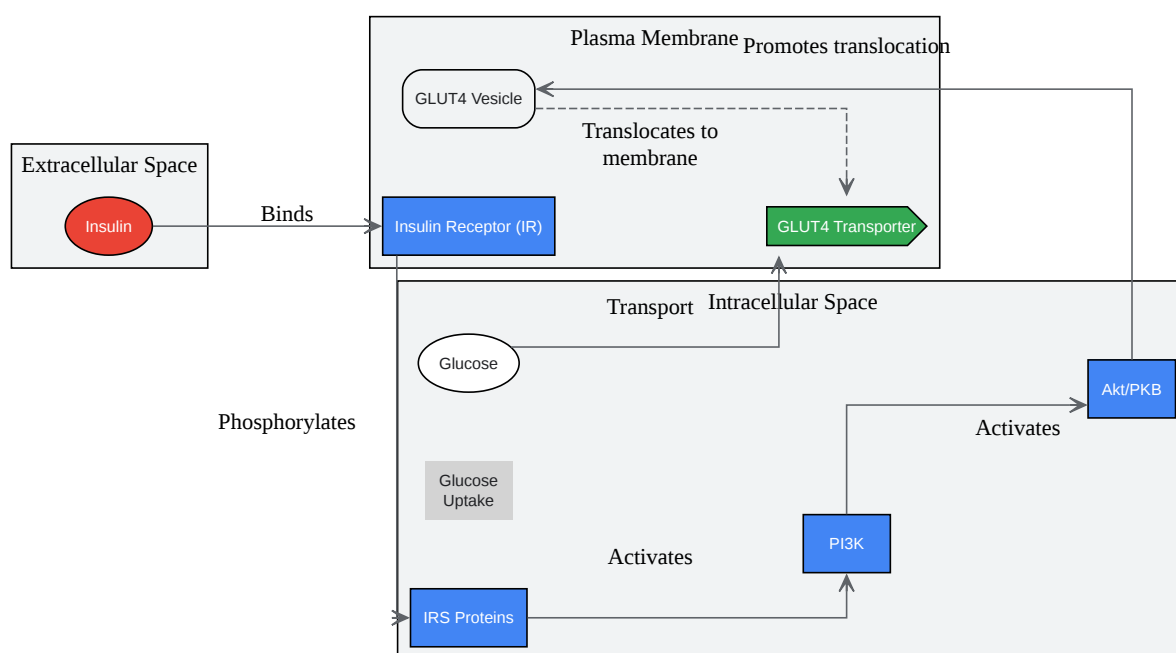 Plasma Membrane
Promotes translocation
GLUT4 Vesicle
Translocates to
membrane
Extracellular Space
Insulin
Binds
Insulin Receptor (IR)
GLUT4 Transporter
Transport
Intracellular Space
Glucose
Akt/PKB
Phosphorylates
Activates
Glucose
Uptake
PI3K
Activates
IRS Proteins